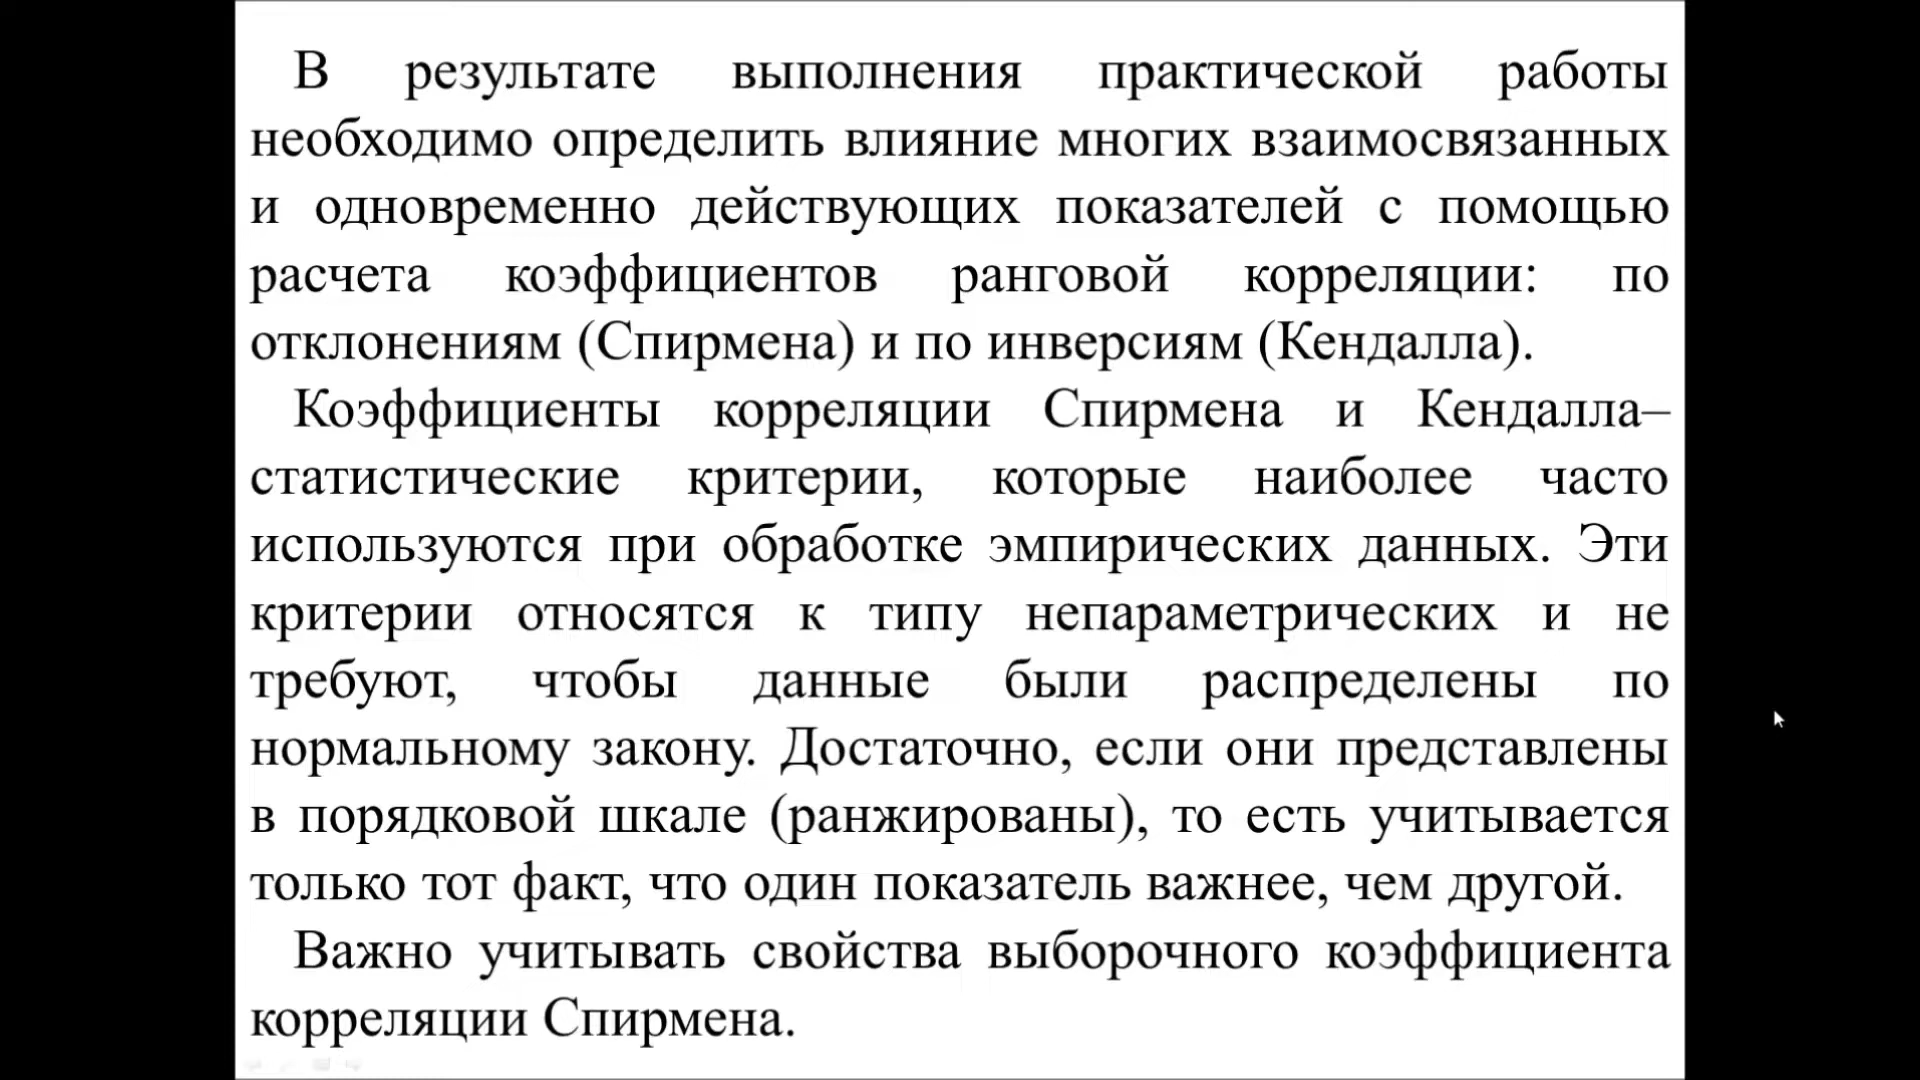 В результате выполнения практической работы
необходимо определить влияние многих взаимосвязанных
и одновременно действующих показателей с помощью
расчета коэффициентов ранговой корреляции: по
отклонениям (Спирмена) и по инверсиям (Кендалла).
Коэффициенты корреляции Спирмена и Кендалла–
статистические критерии, которые наиболее часто
используются при обработке эмпирических данных. Эти
критерии относятся к типу непараметрических и не
требуют, чтобы данные были распределены по
нормальному закону. Достаточно, если они представлены
в порядковой шкале (ранжированы), то есть учитывается
только тот факт, что один показатель важнее, чем другой.
Важно учитывать свойства выборочного коэффициента
корреляции Спирмена.